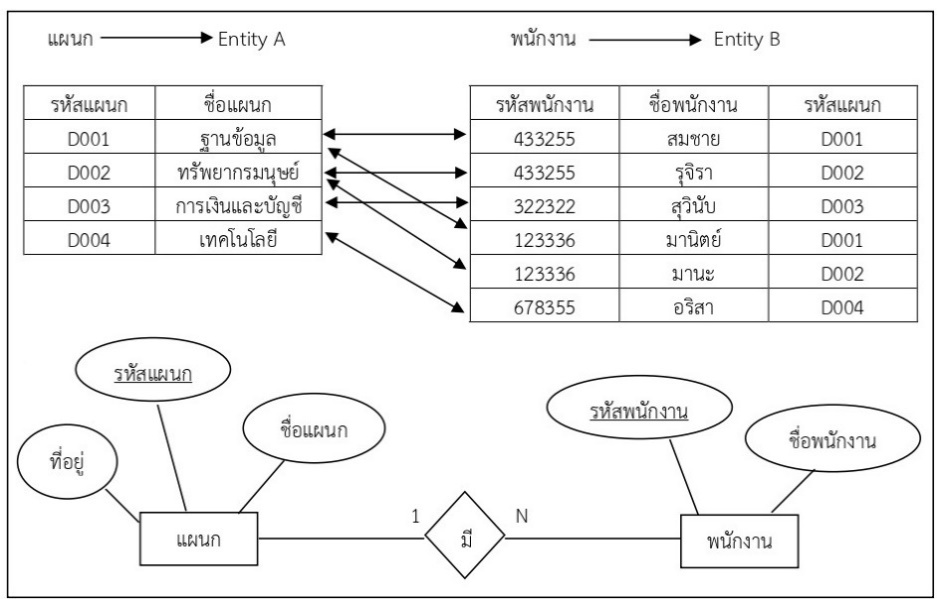 แผนก Entity A พนักงาน Entity B
รหัสแผนก ชื่อแผนก รหัสพนักงาน ชื่อพนักงาน รหัสแผนก
D001 ฐานข้อมูล 433255 สมชาย D001
D002 ทรัพยากรมนุษย์ 433255 รุจิรา D002
D003 การเงินและบัญชี 322322 สุวินับ D003
D004 เทคโนโลยี 123336 มานิตย์ D001
123336 มานะ D002
678355 อริสา D004
รหัสแผนก
รหัสพนักงาน
ชื่อแผนก
ชื่อพนักงาน
ที่อยู่
1 N
แผนก มี พนักงาน